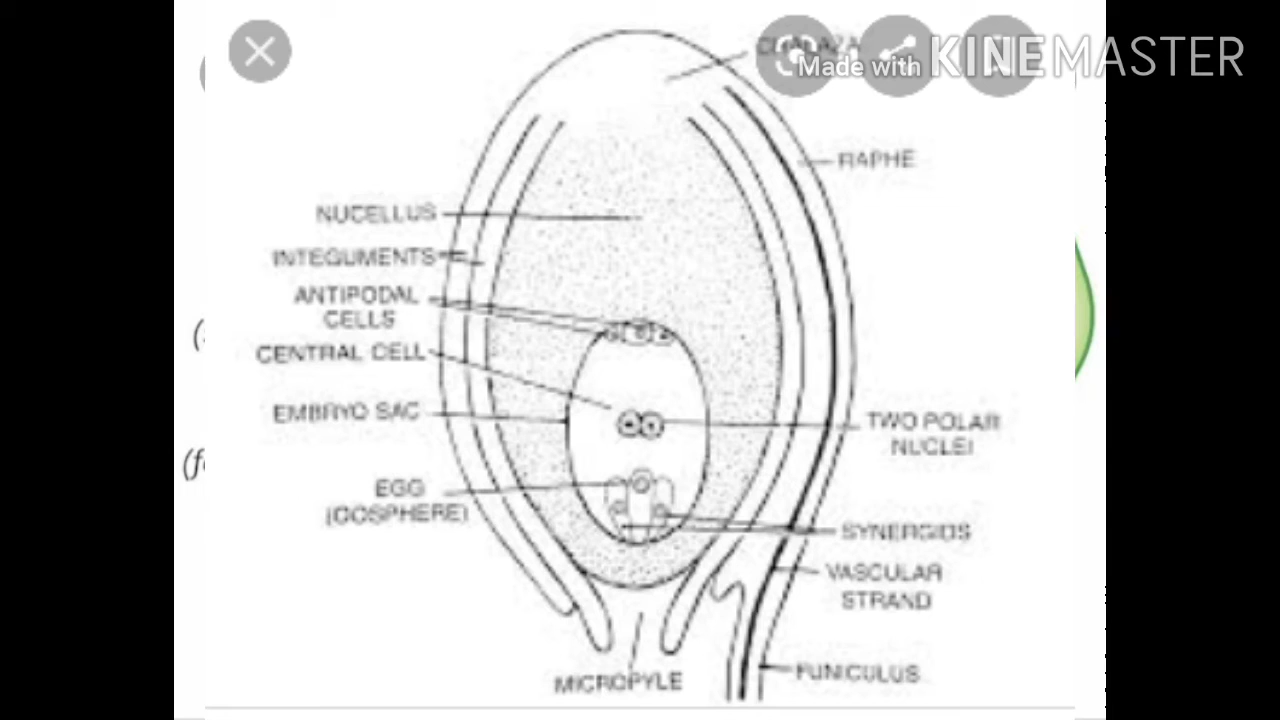 CHALAZA
Made with KINEMASTER
RAPHE
NUCELLUS
INTEGUMENTS
ANTIPODAL
CELLS
CENTRAL CELL
EMBRYO SAC
TWO POLAR
NUCLEI
EGG
(OOSPHERE)
SYNERGIDS
VASCULAR
STRAND
MICROPYLE
FUNICULUS